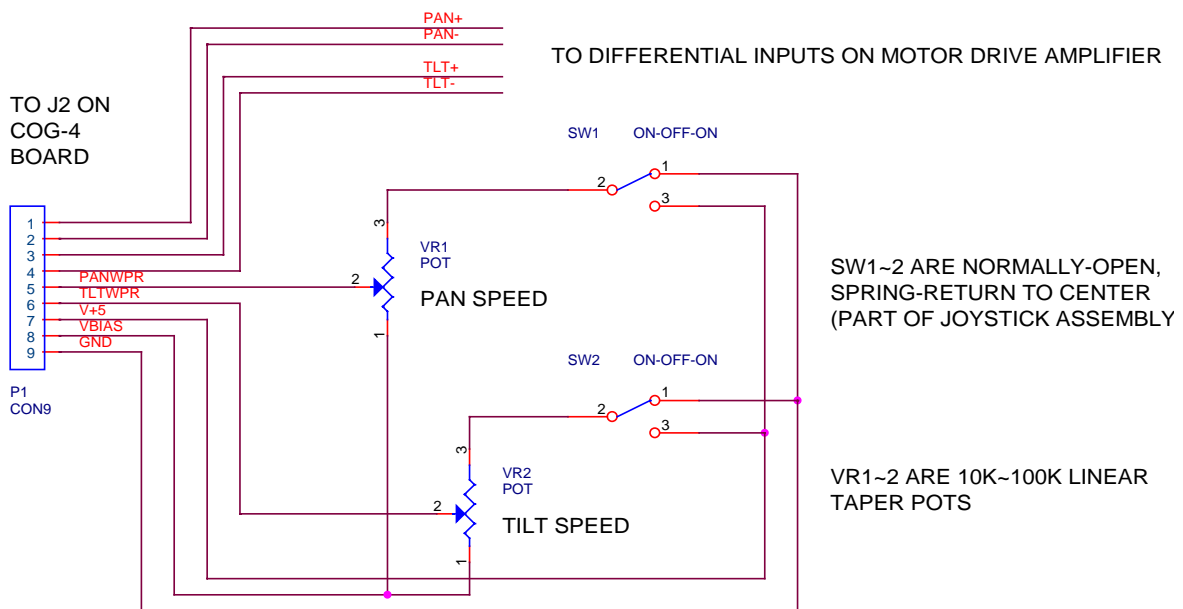 PAN+
PAN-
TO DIFFERENTIAL INPUTS ON MOTOR DRIVE AMPLIFIER
TLT+
TLT-
TO J2 ON
COG-4
BOARD
SW1 ON-OFF-ON
1
2
3
1
2
3
4
5
6
7
8
9
PANWPR
TLTWPR
V+5
VBIAS
GND
P1
CON9
3
VR1
POT
2
PAN SPEED
1
SW1~2 ARE NORMALLY-OPEN,
SPRING-RETURN TO CENTER
(PART OF JOYSTICK ASSEMBLY
SW2 ON-OFF-ON
1
2
3
3
VR2
POT
2
TILT SPEED
1
VR1~2 ARE 10K~100K LINEAR
TAPER POTS